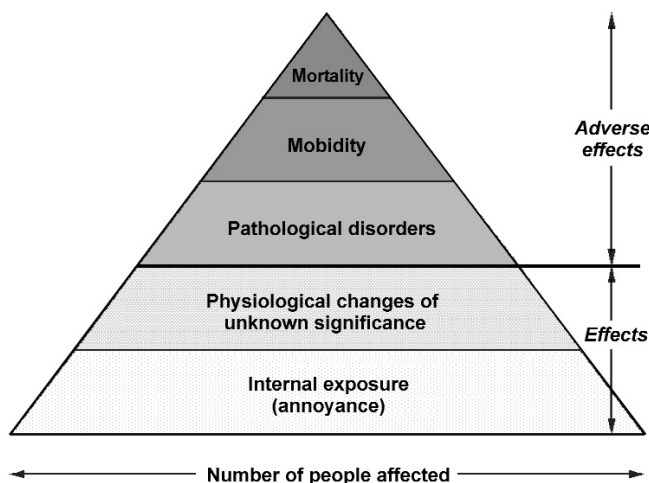 Mortality
Mobidity
Pathological disorders
Physiological changes of
unknown significance
Internal exposure
(annoyance)
Adverse
effects
Effects
Number of people affected